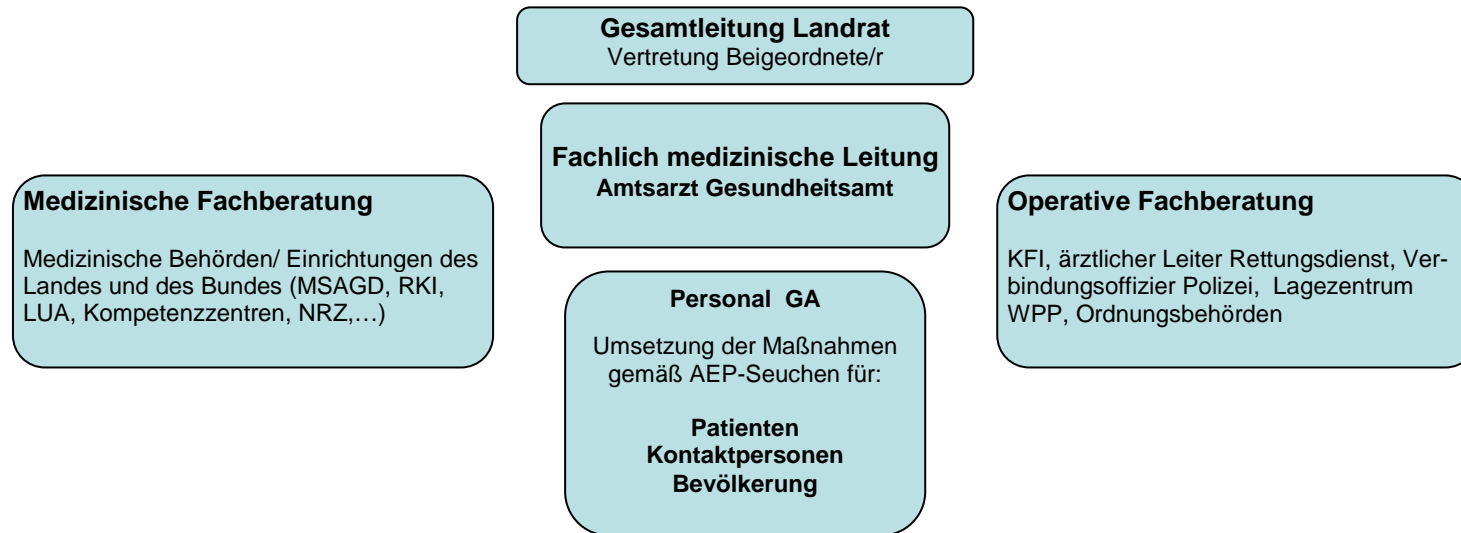 Gesamtleitung Landrat
Vertretung Beigeordnete/r
Fachlich medizinische Leitung
Amtsarzt Gesundheitsamt
Medizinische Fachberatung
Medizinische Behörden/ Einrichtungen des
Landes und des Bundes (MSAGD, RKI,
LUA, Kompetenzzentren, NRZ,…)
Operative Fachberatung
KFI, ärztlicher Leiter Rettungsdienst, Ver-
bindungsoffizier Polizei, Lagezentrum
WPP, Ordnungsbehörden
Personal GA
Umsetzung der Maßnahmen
gemäß AEP-Seuchen für:
Patienten
Kontaktpersonen
Bevölkerung